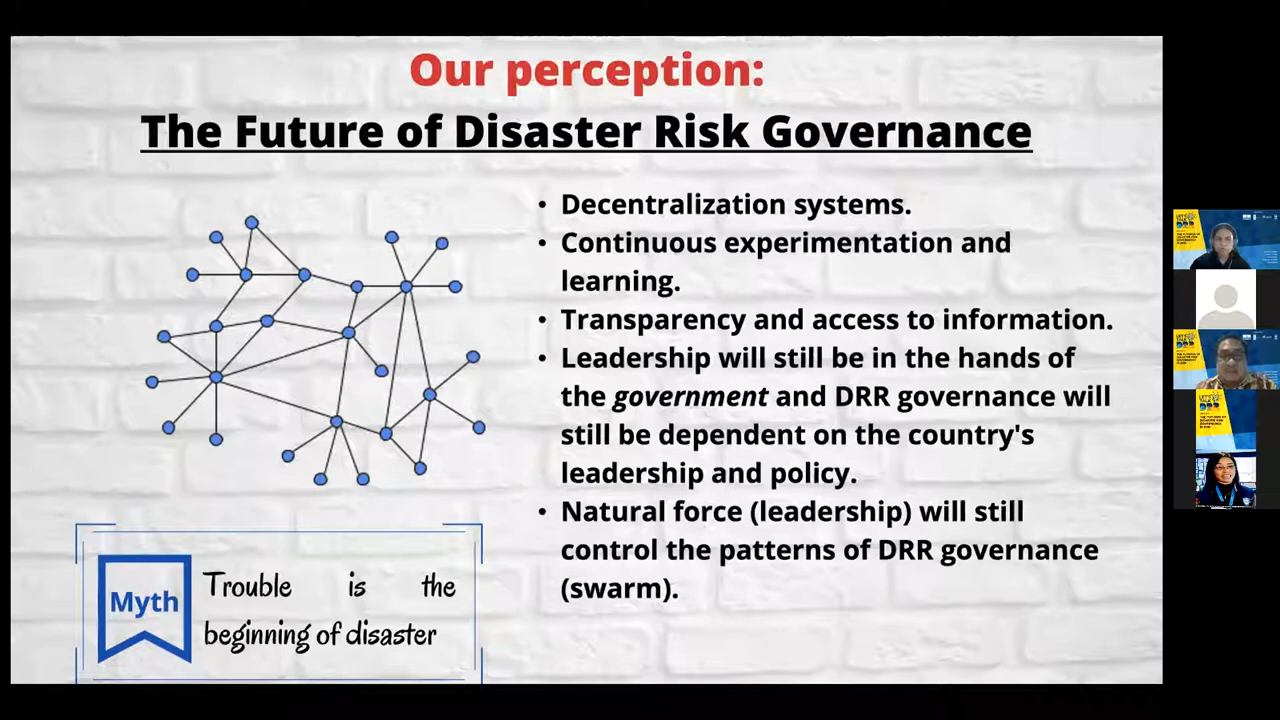 Our perception:
The Future of Disaster Risk Governance
• Decentralization systems.
• Continuous experimentation and
learning.
• Transparency and access to information.
• Leadership will still be in the hands of
the government and DRR governance will
still be dependent on the country's
leadership and policy.
• Natural force (leadership) will still
control the patterns of DRR governance
(swarm).
Myth
Trouble is the
beginning of disaster